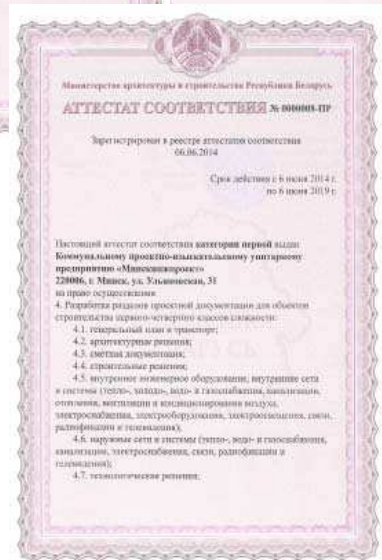 Министерство архитектуры и строительства Республики Беларусь
АТТЕСТАТ СООТВЕТСТВИЯ № 0000008-ПР
Зарегистрирован в реестре аттестатов соответствия
06.06.2014
Срок действия с 6 июня 2014 г.
по 6 июня 2019 г.
Настоящий аттестат соответствия категории первой выдан
Коммунальному проектно-изыскательскому унитарному
предприятию «Минскинжпроект»
220006, г. Минск, ул. Ульяновская, 31
на право осуществления
4. Разработка разделов проектной документации для объектов
строительства первого-четвертого классов сложности:
4.1. генеральный план и транспорт;
4.2. архитектурные решения;
4.3. сметная документация;
4.4. строительные решения;
4.5. внутреннее инженерное оборудование, внутренние сети
и системы (тепло-, холодо-, водо- и газоснабжения, канализации,
отопления, вентиляции и кондиционирования воздуха,
электроснабжения, электрооборудования, электроосвещения, связи,
радиофикации и телевидения);
4.6. наружные сети и системы (тепло-, водо- и газоснабжения,
канализации, электроснабжения, связи, радиофикации и
телевидения);
4.7. технологические решения;